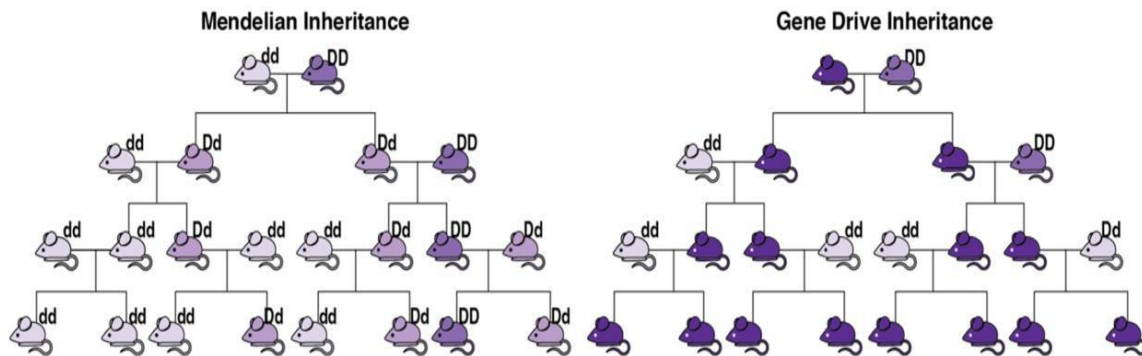 Mendelian Inheritance
Gene Drive Inheritance
dd DD
DD
dd Dd Dd DD
dd DD
dd dd Dd dd dd Dd DD Dd
dd dd dd Dd
dd dd dd Dd dd Dd DD Dd